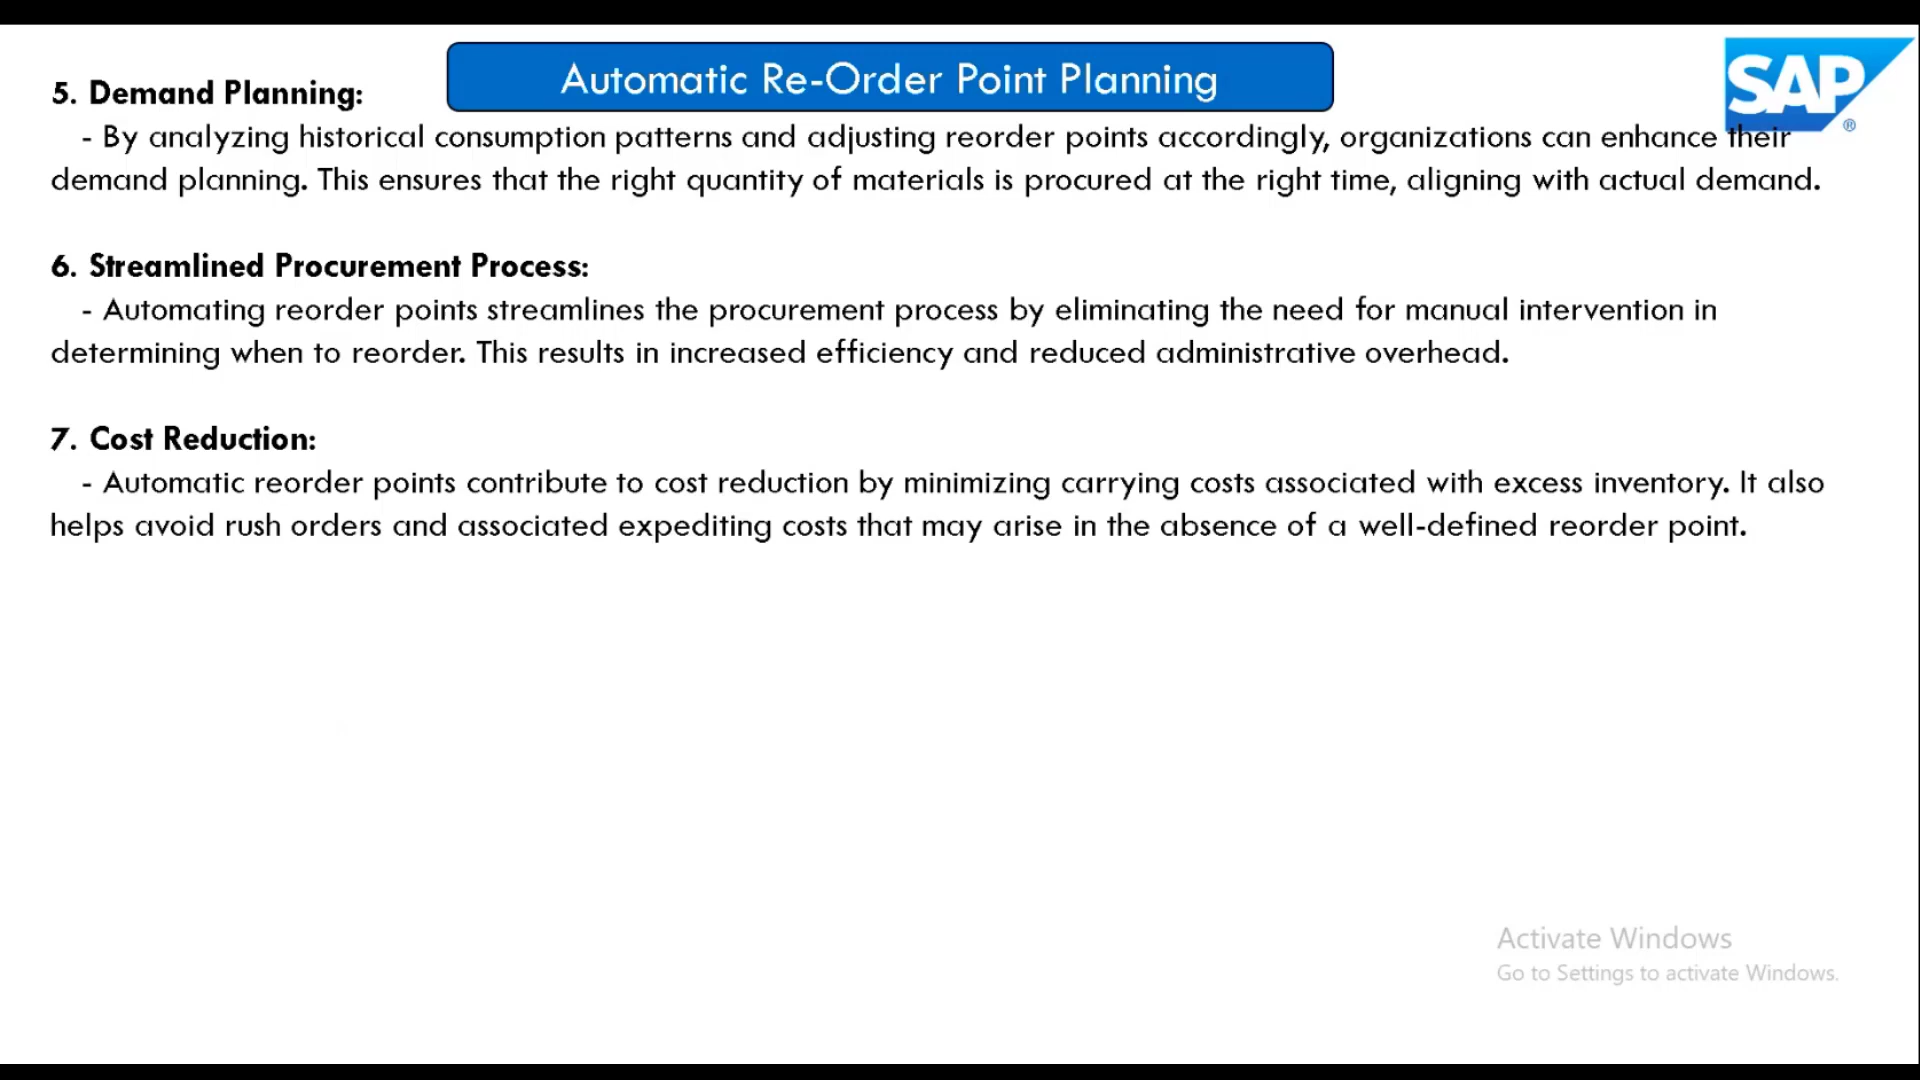 Automatic Re-Order Point Planning
SAP
®
5. Demand Planning:
- By analyzing historical consumption patterns and adjusting reorder points accordingly, organizations can enhance their
demand planning. This ensures that the right quantity of materials is procured at the right time, aligning with actual demand.
6. Streamlined Procurement Process:
- Automating reorder points streamlines the procurement process by eliminating the need for manual intervention in
determining when to reorder. This results in increased efficiency and reduced administrative overhead.
7. Cost Reduction:
- Automatic reorder points contribute to cost reduction by minimizing carrying costs associated with excess inventory. It also
helps avoid rush orders and associated expediting costs that may arise in the absence of a well-defined reorder point.
Activate Windows
Go to Settings to activate Windows.